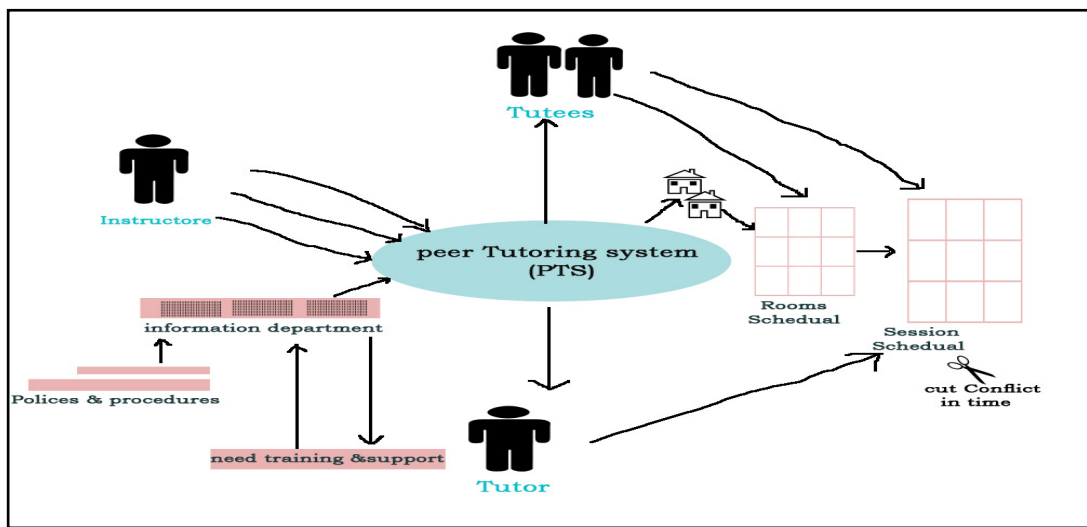 Tutees
Instructore
peer Tutoring system
(PTS)
Rooms
Schedual
information department
Session
Schedual
cut Conflict
in time
Polices & procedures
need training &support
Tutor